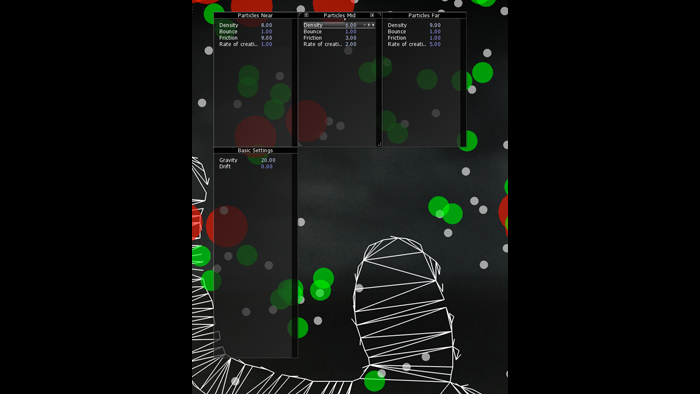 Particles Near
Density 8.00
Bounce 1.00
Friction 9.00
Rate of creati.. 1.00
Particles Mid
Density 6.00
Bounce 1.00
Friction 3.00
Rate of creati.. 2.00
Particles Far
Density 9.00
Bounce 1.00
Friction 1.00
Rate of creati.. 5.00
Basic Settings
Gravity 20.00
Drift 0.00